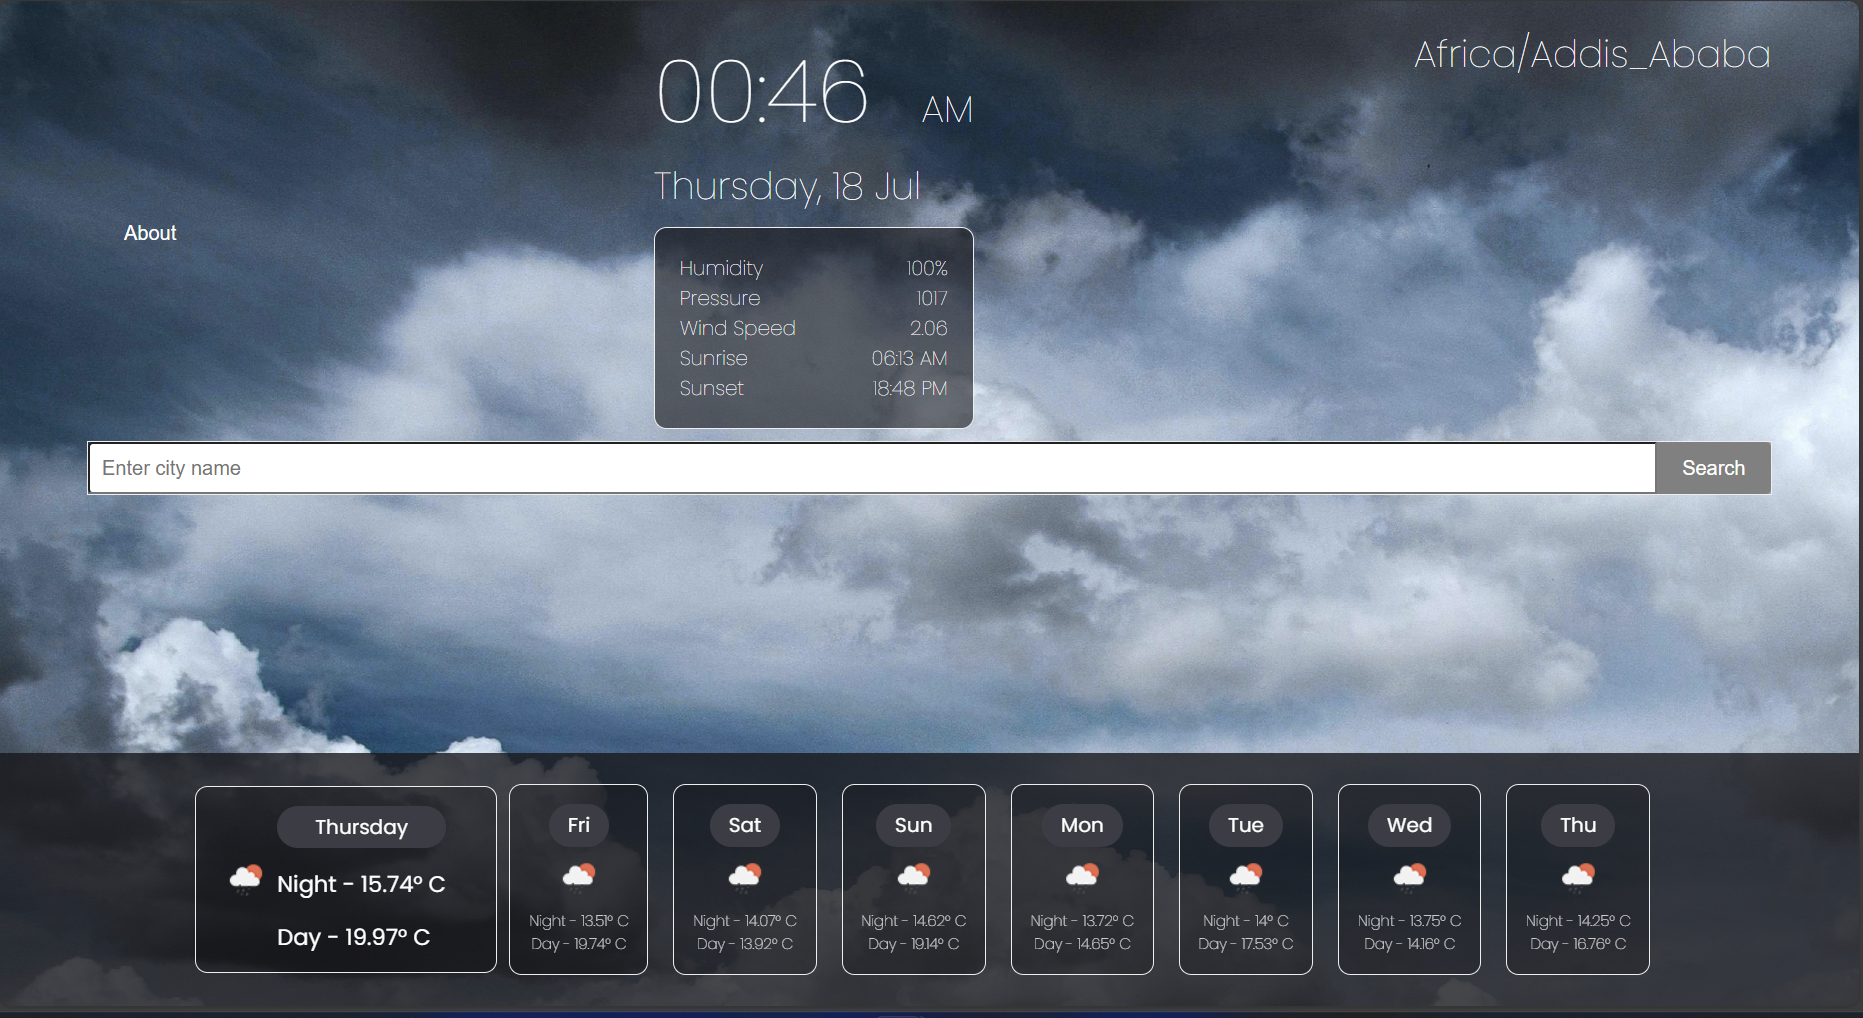 00:46 AM
Africa/Addis_Ababa
Thursday, 18 Jul
About
Humidity 100%
Pressure 1017
Wind Speed 2.06
Sunrise 06:13 AM
Sunset 18:48 PM
Enter city name Search
Thursday
Night - 15.74° C
Day - 19.97° C
Fri
Night - 13.51° C
Day - 19.74° C
Sat
Night - 14.07° C
Day - 13.92° C
Sun
Night - 14.62° C
Day - 19.14° C
Mon
Night - 13.72° C
Day - 14.65° C
Tue
Night - 14° C
Day - 17.53° C
Wed
Night - 13.75° C
Day - 14.16° C
Thu
Night - 14.25° C
Day - 16.76° C